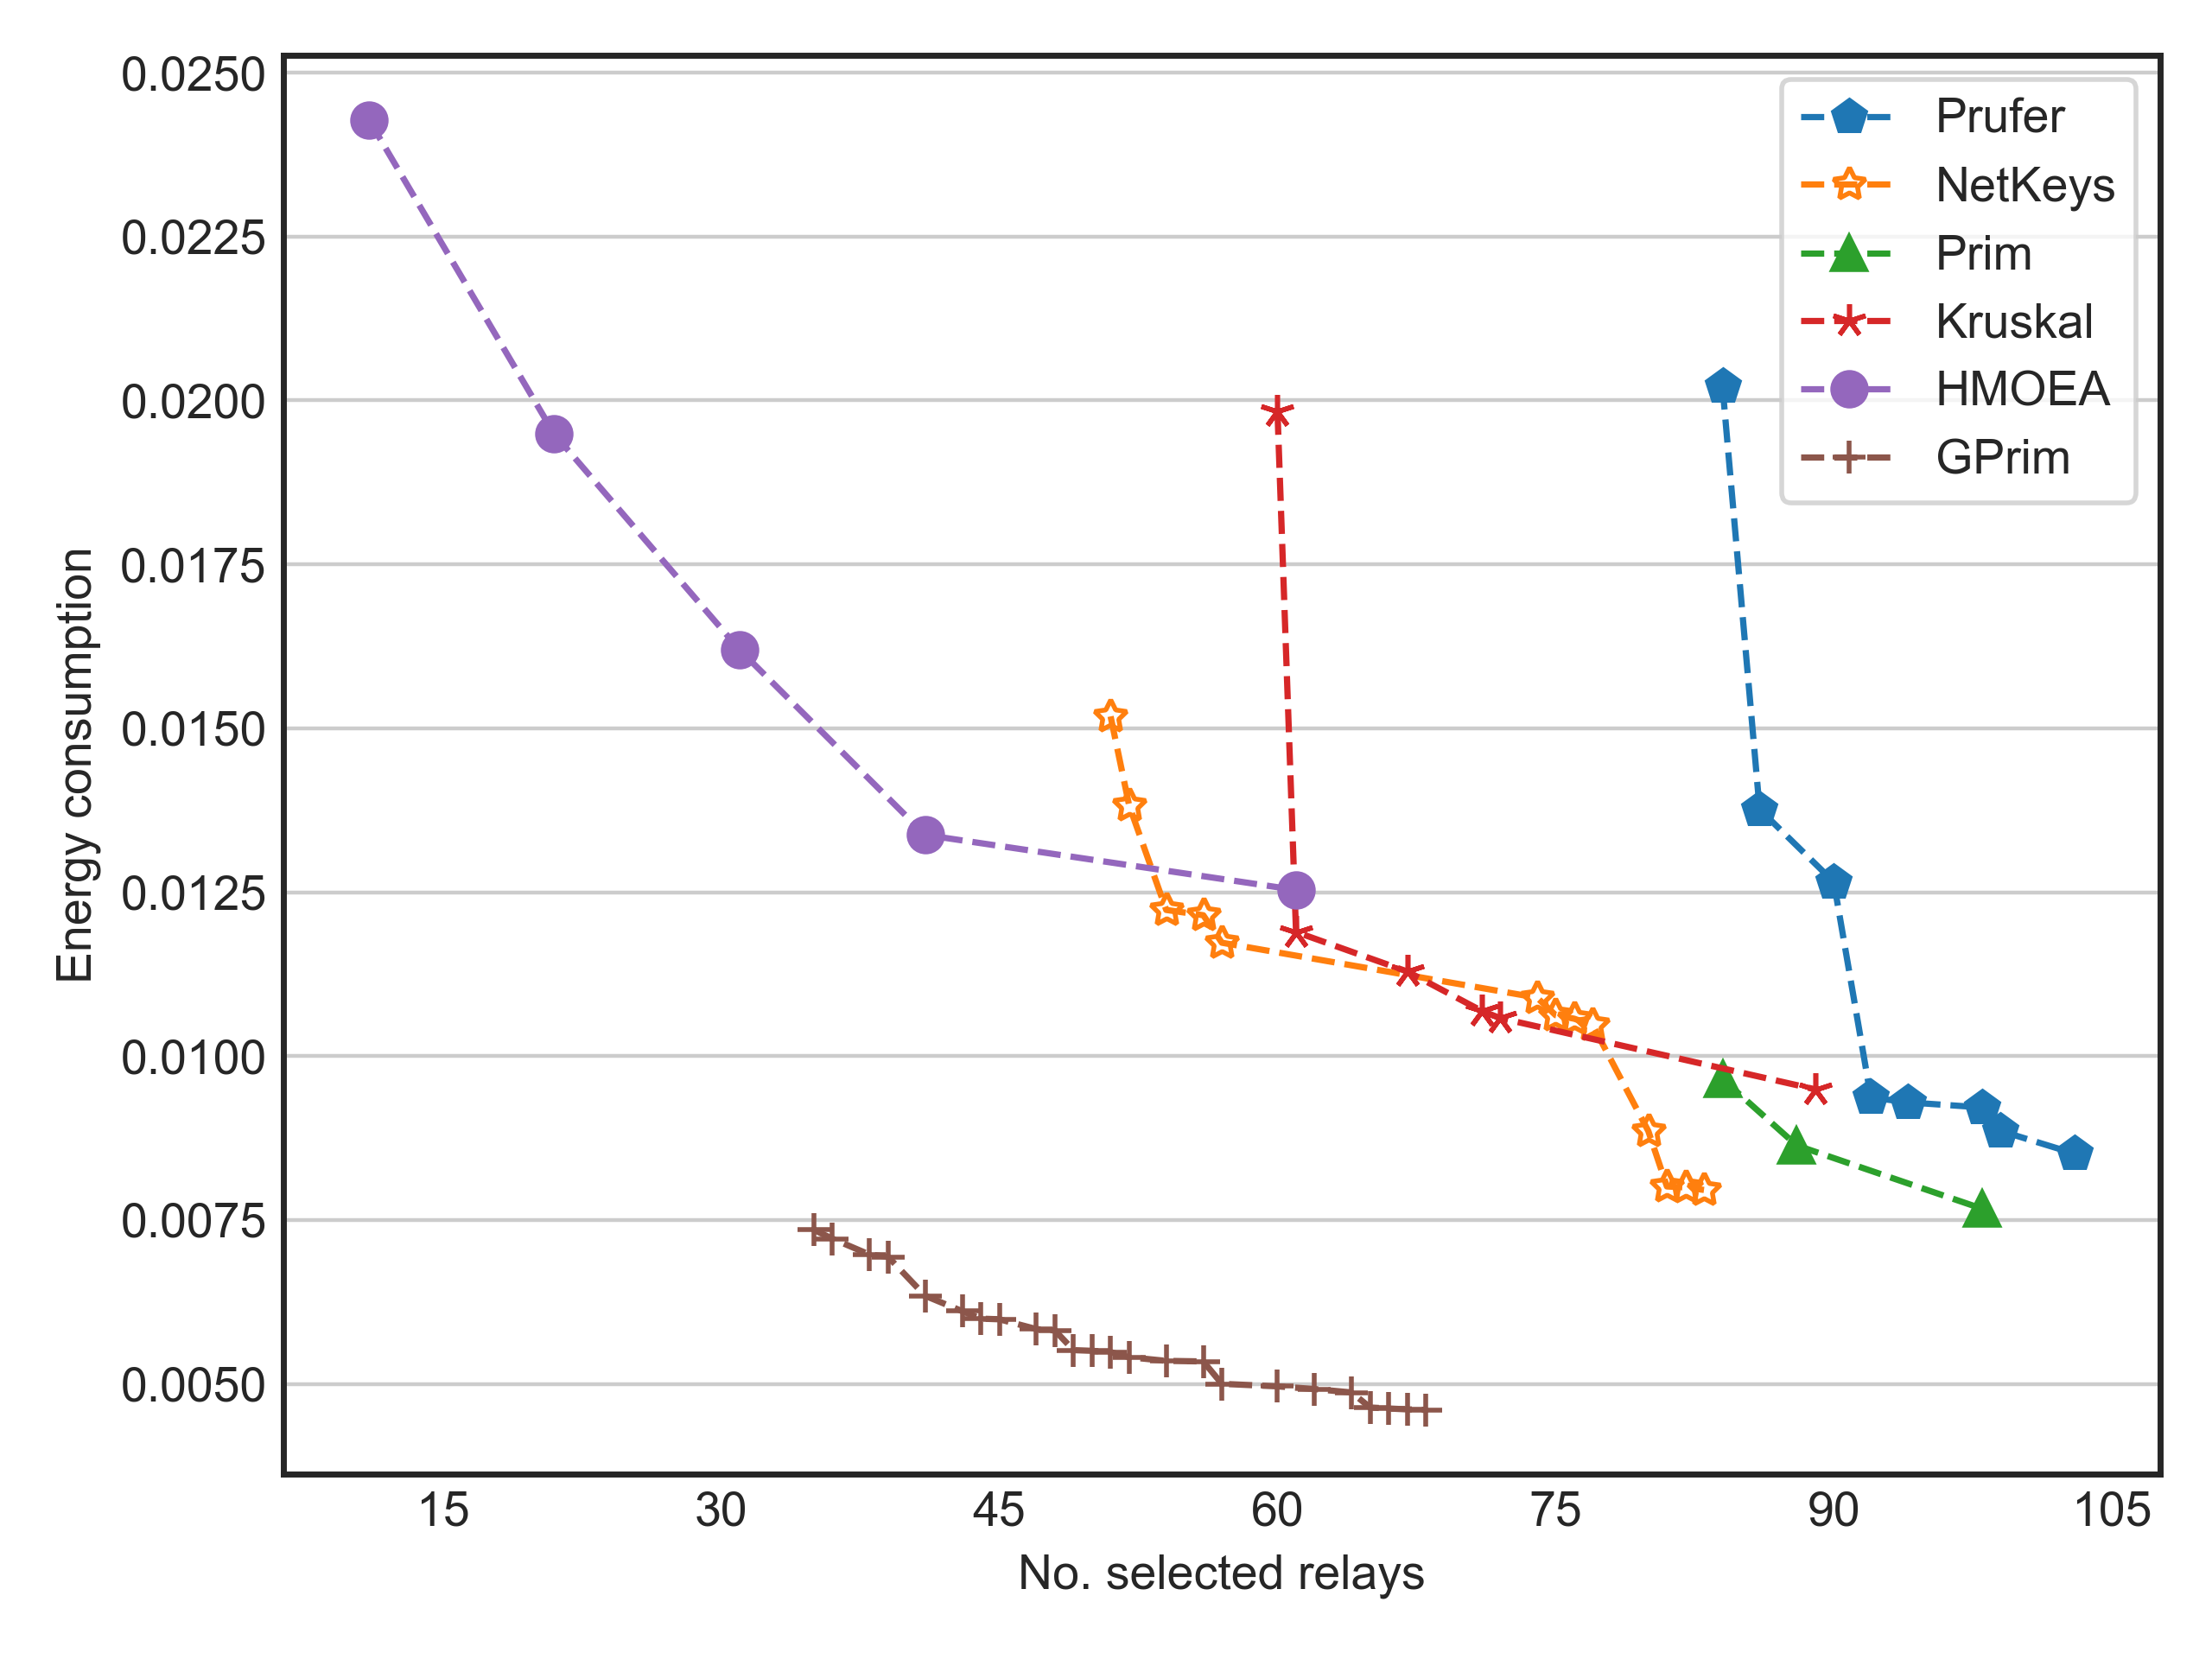 0.0250
0.0225
0.0200
0.0175
0.0150
0.0125
0.0100
0.0075
0.0050
Energy consumption
Prufer
NetKeys
Prim
Kruskal
HMOEA
GPrim
15 30 45 60 75 90 105
No. selected relays